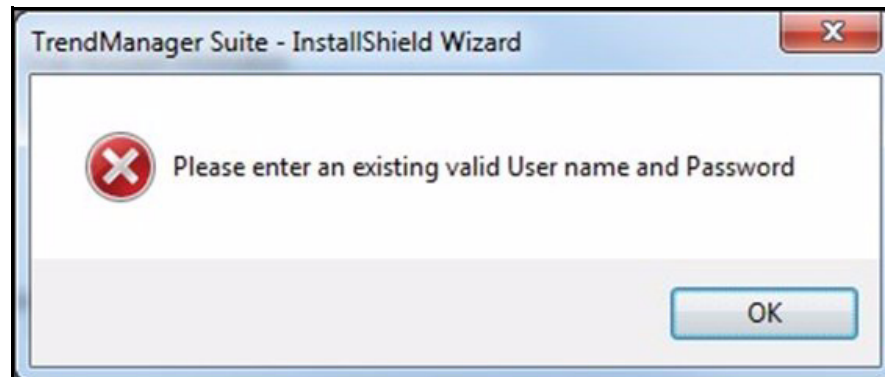 TrendManager Suite - InstallShield Wizard
Please enter an existing valid User name and Password
OK